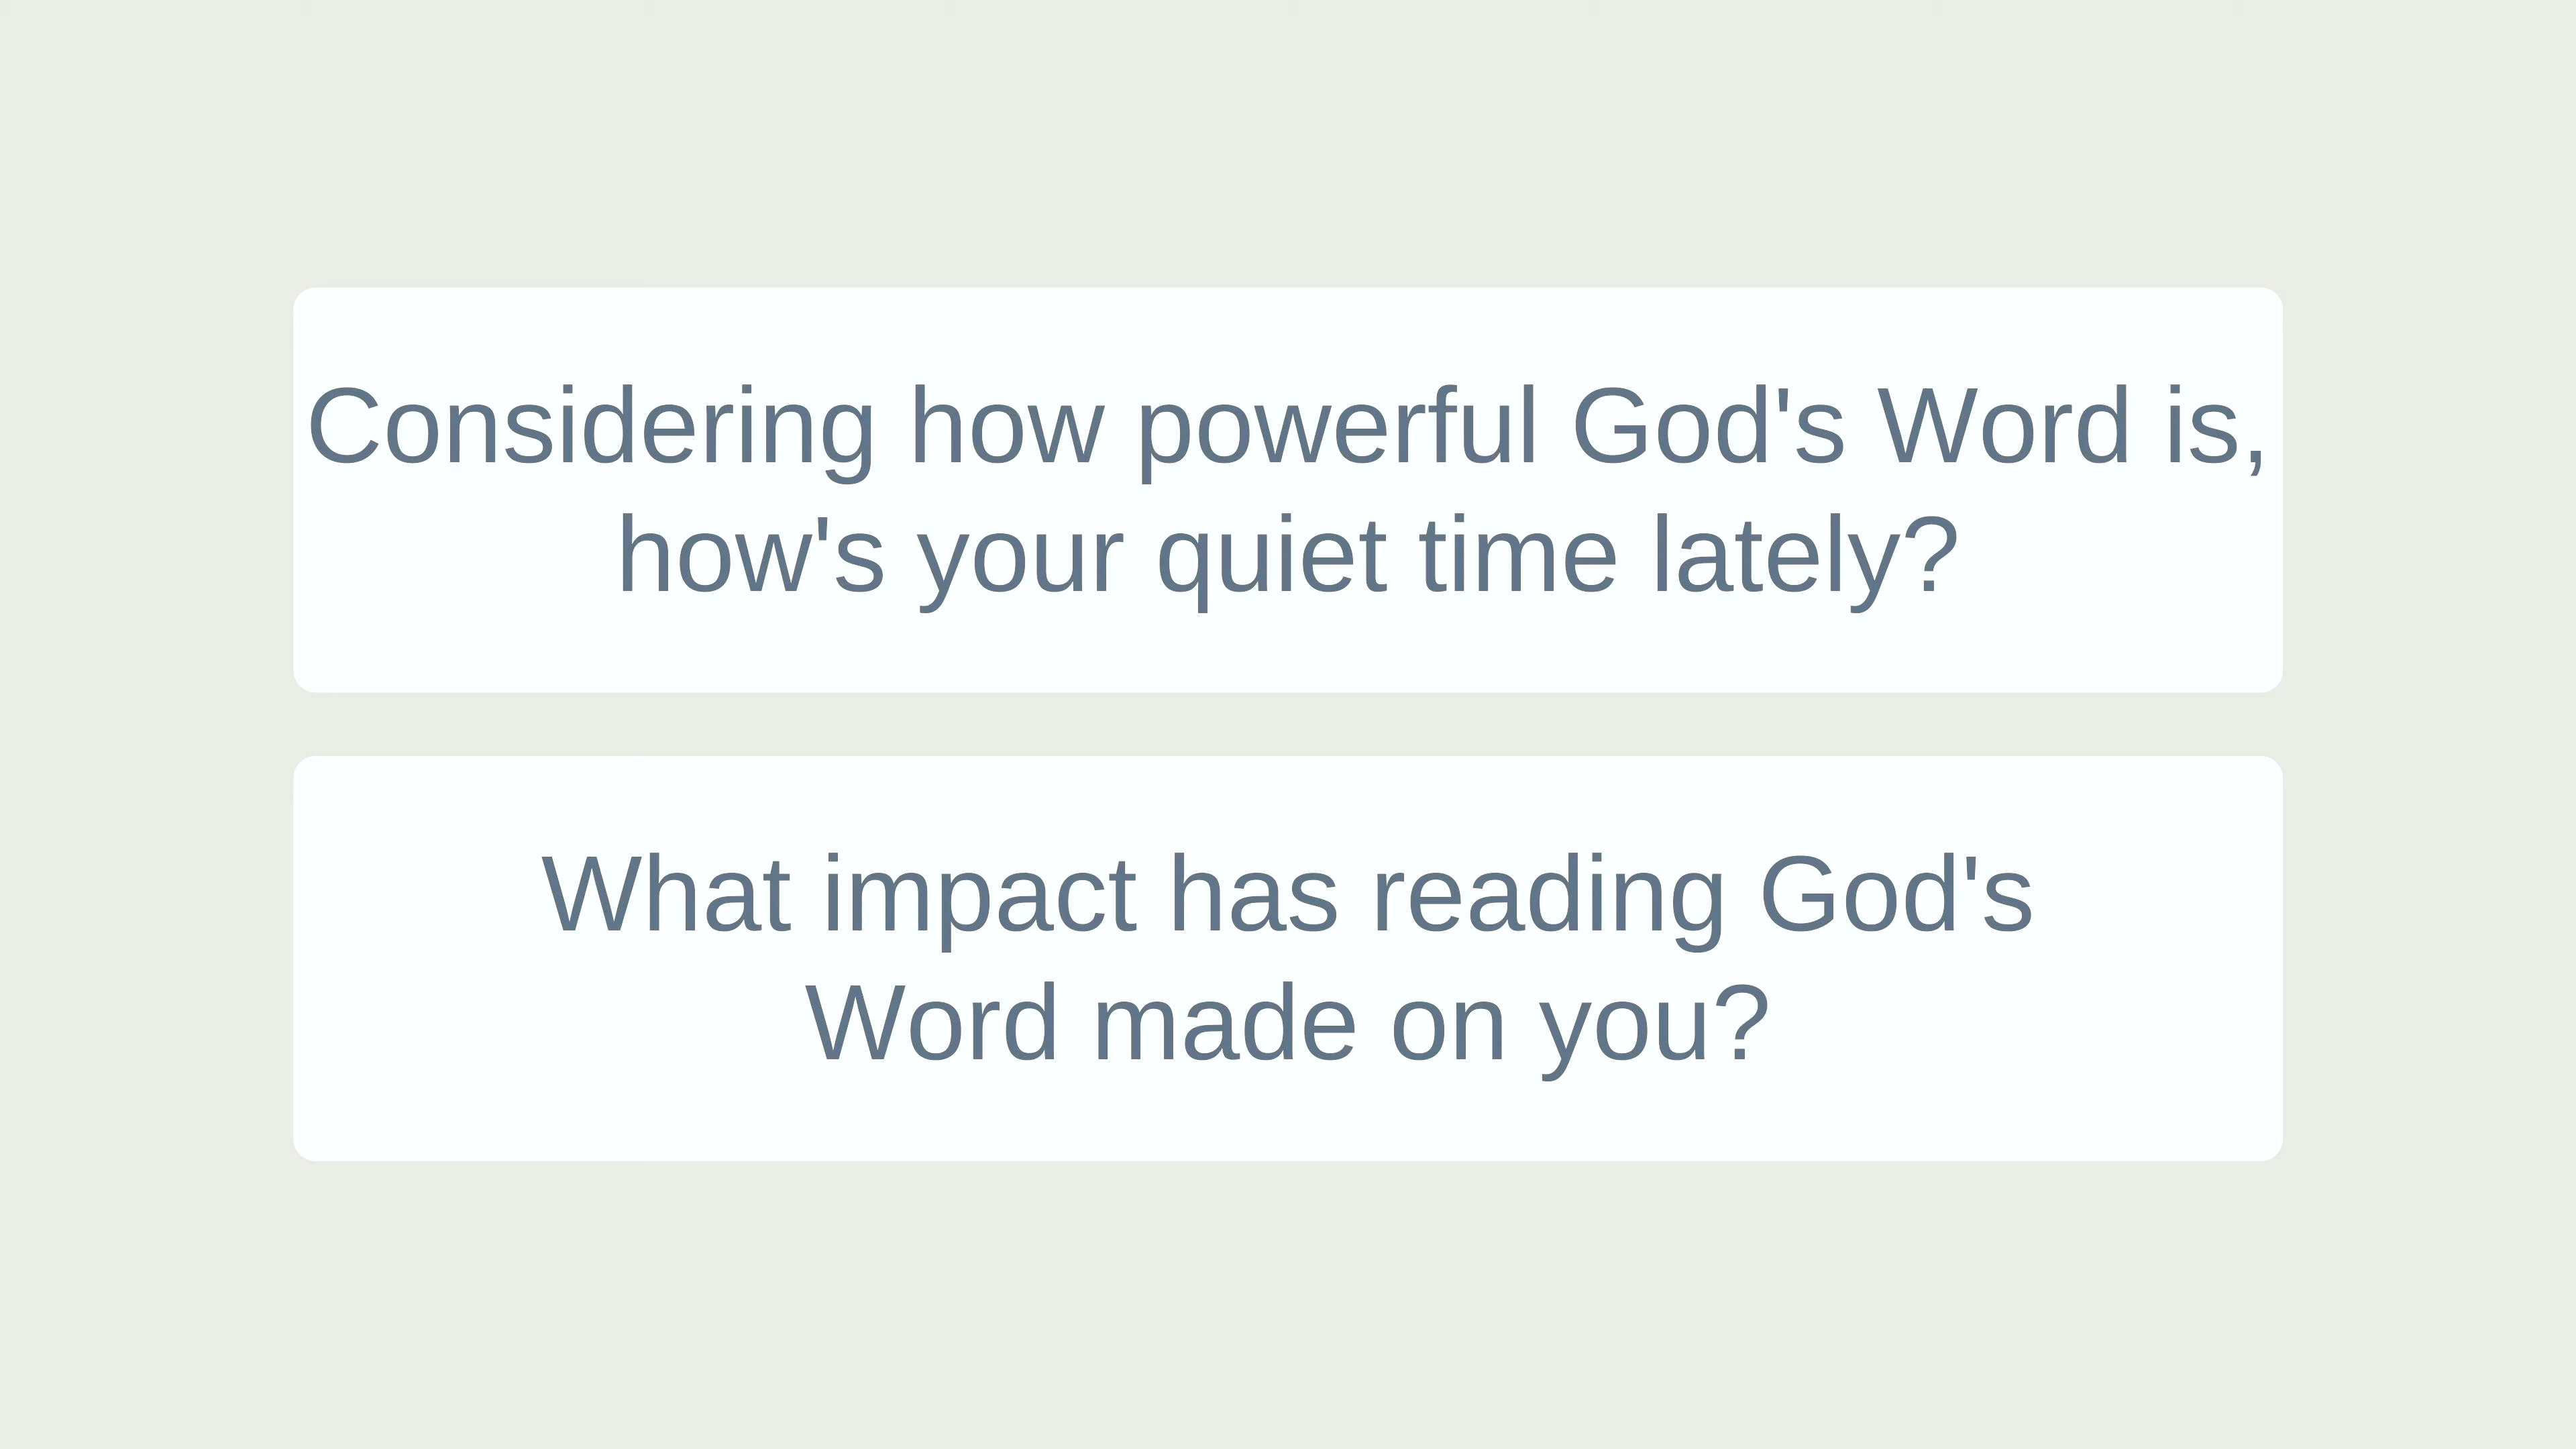 Considering how powerful God's Word is,
how's your quiet time lately?
What impact has reading God's
Word made on you?